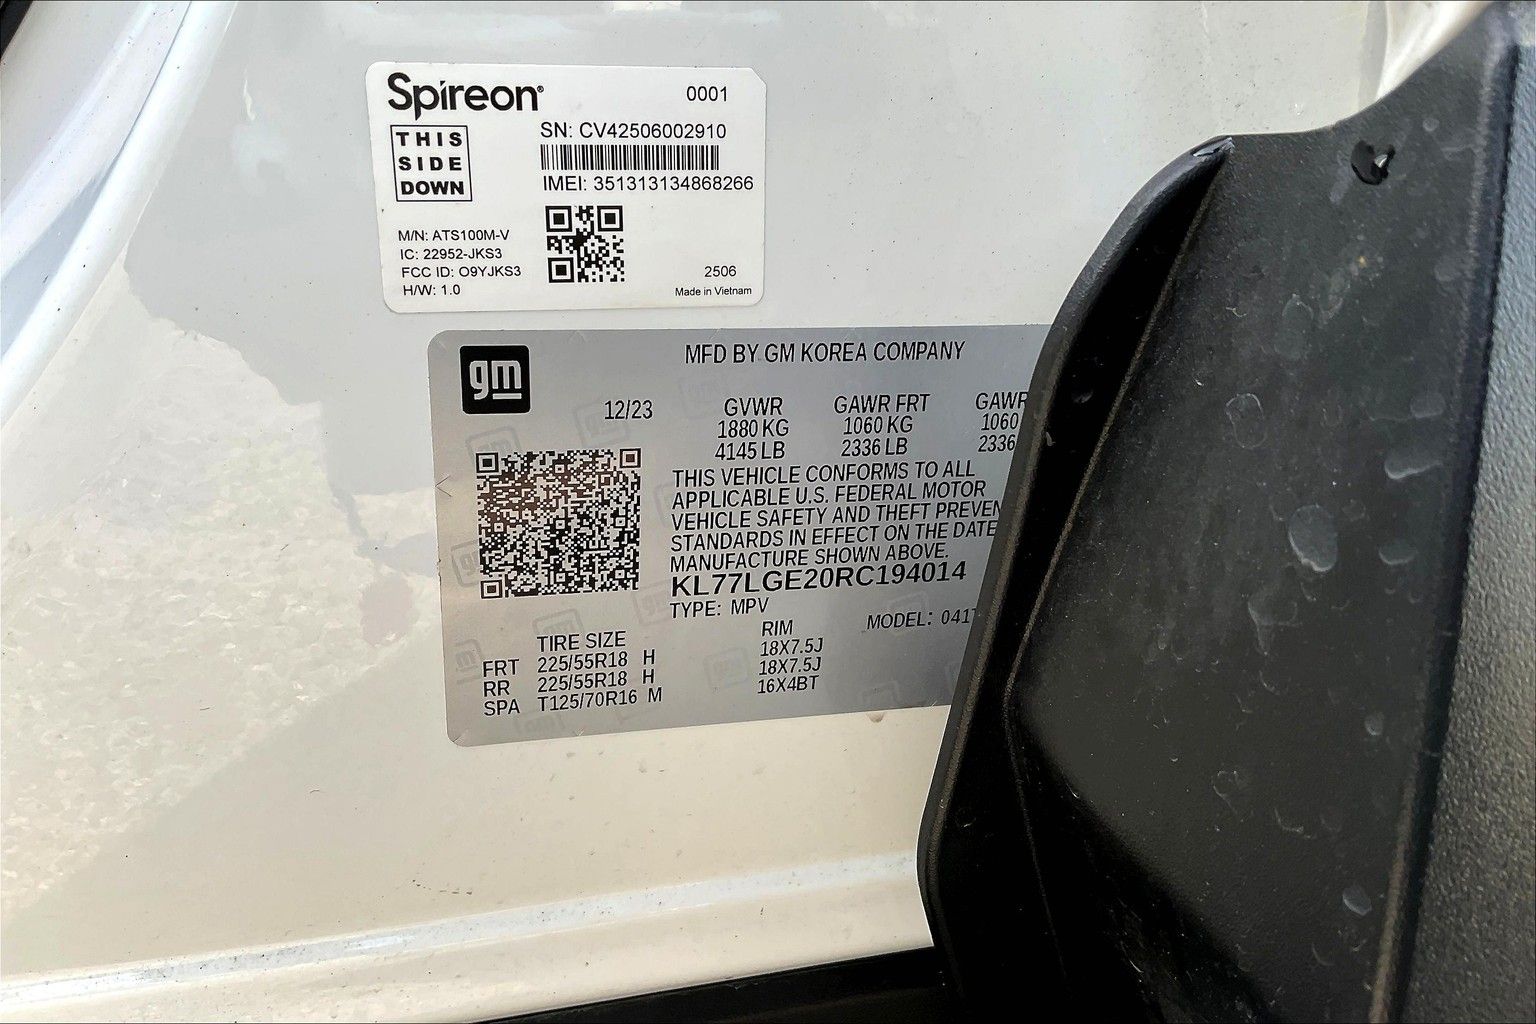 Spireon®
0001
THIS
SIDE
DOWN
SN: CV42506002910
IMEI: 351313134868266
M/N: ATS100M-V
IC: 22952-JKS3
FCC ID: O9YJKS3
H/W: 1.0
2506
Made in Vietnam
gm
MFD BY GM KOREA COMPANY
12/23
GVWR GAWR FRT GAWR
1880 KG 1060 KG 1060
4145 LB 2336 LB 2336
THIS VEHICLE CONFORMS TO ALL
APPLICABLE U.S. FEDERAL MOTOR
VEHICLE SAFETY AND THEFT PREVEN
STANDARDS IN EFFECT ON THE DATE
MANUFACTURE SHOWN ABOVE.
KL77LGE20RC194014
TYPE: MPV MODEL: 041T
TIRE SIZE RIM
FRT 225/55R18 H 18X7.5J
RR 225/55R18 H 18X7.5J
SPA T125/70R16 M 16X4BT